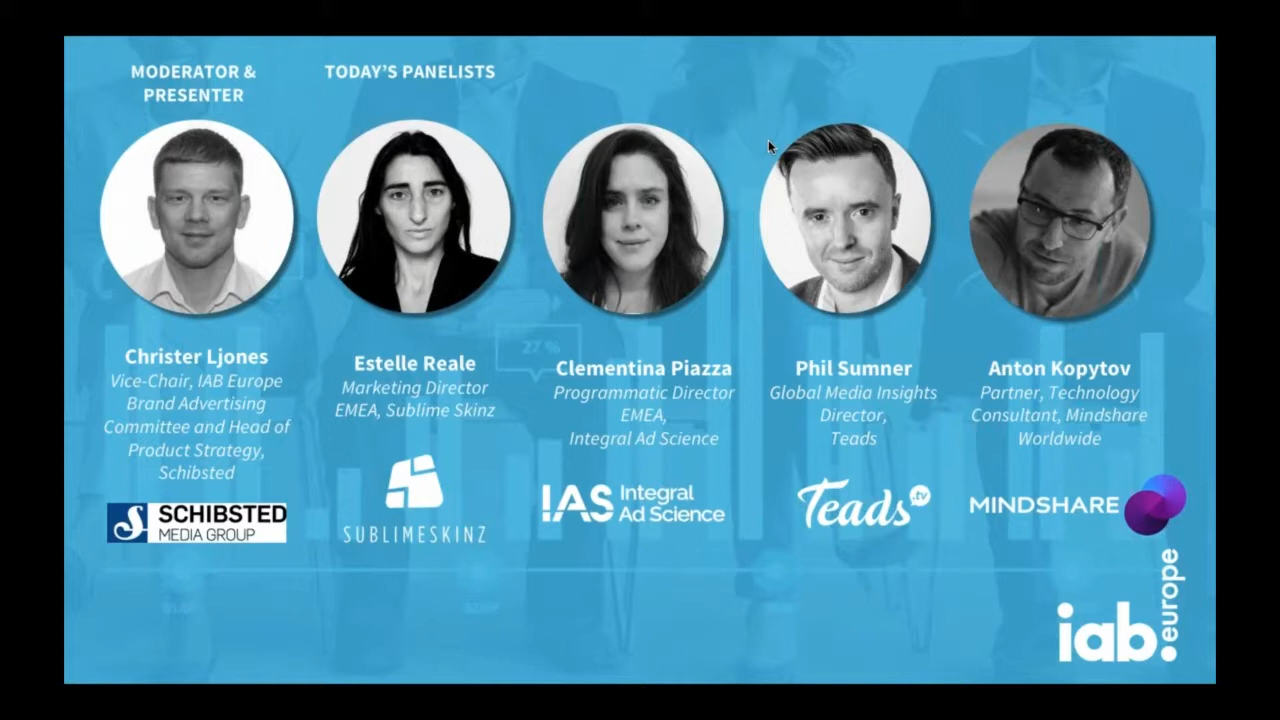 MODERATOR &
PRESENTER
TODAY'S PANELISTS
Christer Ljones
Vice-Chair, IAB Europe
Brand Advertising
Committee and Head of
Product Strategy,
Schibsted
SCHIBSTED
MEDIA GROUP
Estelle Reale
Marketing Director
EMEA, Sublime Skinz
SUBLIMESKINZ
Clementina Piazza
Programmatic Director
EMEA,
Integral Ad Science
IAS Integral
Ad Science
Phil Sumner
Global Media Insights
Director,
Teads
Teads.tv
Anton Kopytov
Partner, Technology
Consultant, Mindshare
Worldwide
MINDSHARE
27 %
iab.europe